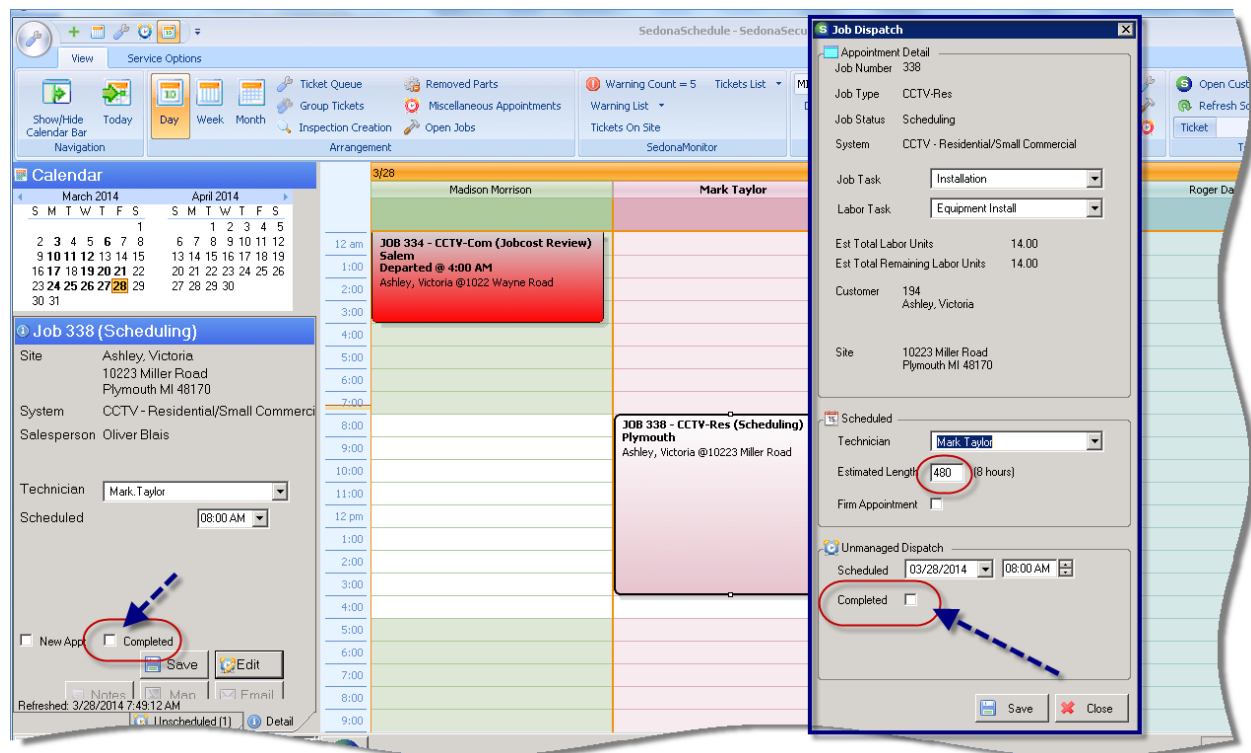 SedonaSchedule - SedonaSecu
View Service Options
Show/Hide Calendar Bar
Today
Navigation
Day
Week
Month
Ticket Queue
Group Tickets
Inspection Creation
Removed Parts
Miscellaneous Appointments
Open Jobs
Arrangement
Warning Count = 5 Tickets List
Warning List
Tickets On Site
SedonaMonitor
Open Cust
Refresh Sc
Ticket
Calendar
March 2014 April 2014
S M T W T F S S M T W T F S
1 1 2 3 4 5
2 3 4 5 6 7 8 6 7 8 9 10 11 12
9 10 11 12 13 14 15 13 14 15 16 17 18 19
16 17 18 19 20 21 22 20 21 22 23 24 25 26
23 24 25 26 27 28 29 27 28 29 30
30 31
Job 338 (Scheduling)
Site Ashley, Victoria
10223 Miller Road
Plymouth MI 48170
System CCTV - Residential/Small Commerci
Salesperson Oliver Blais
Technician Mark.Taylor
Scheduled 08:00 AM
New App Completed
Save Edit
Notes Map Email
Refreshed: 3/28/2014 7:49:12 AM
Unscheduled (1) Detail
3/28
Madison Morrison Mark Taylor Roger Da
12 am
1:00
2:00
3:00
4:00
5:00
6:00
7:00
8:00
9:00
10:00
11:00
12 pm
1:00
2:00
3:00
4:00
5:00
6:00
7:00
8:00
9:00
JOB 334 - CCTV-Com (Jobcost Review)
Salem
Departed @ 4:00 AM
Ashley, Victoria @1022 Wayne Road
JOB 338 - CCTV-Res (Scheduling)
Plymouth
Ashley, Victoria @10223 Miller Road
Job Dispatch
Appointment Detail
Job Number 338
Job Type CCTV-Res
Job Status Scheduling
System CCTV - Residential/Small Commercial
Job Task Installation
Labor Task Equipment Install
Est Total Labor Units 14.00
Est Total Remaining Labor Units 14.00
Customer 194
Ashley, Victoria
Site 10223 Miller Road
Plymouth MI 48170
Scheduled
Technician Mark Taylor
Estimated Length 480 (8 hours)
Firm Appointment
Unmanaged Dispatch
Scheduled 03/28/2014 08:00 AM
Completed
Save Close